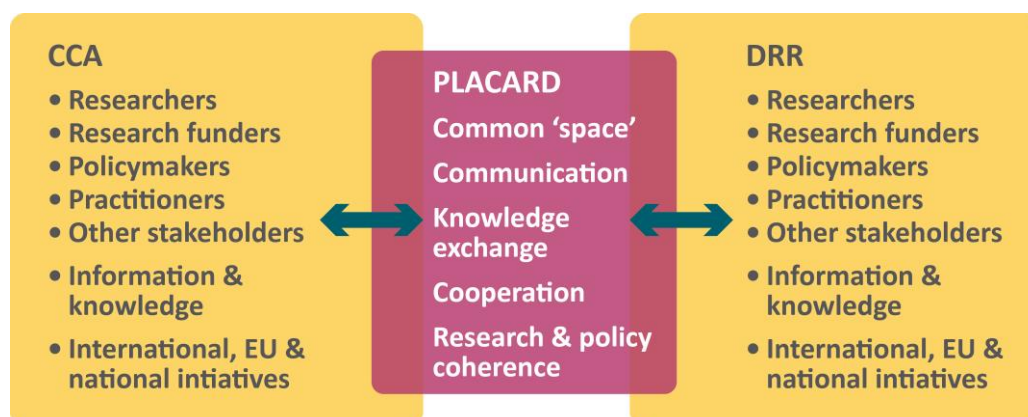 CCA
• Researchers
• Research funders
• Policymakers
• Practitioners
• Other stakeholders
• Information &
knowledge
• International, EU &
national intiatives
PLACARD
Common ‘space’
Communication
Knowledge
exchange
Cooperation
Research & policy
coherence
DRR
• Researchers
• Research funders
• Policymakers
• Practitioners
• Other stakeholders
• Information &
knowledge
• International, EU &
national intiatives